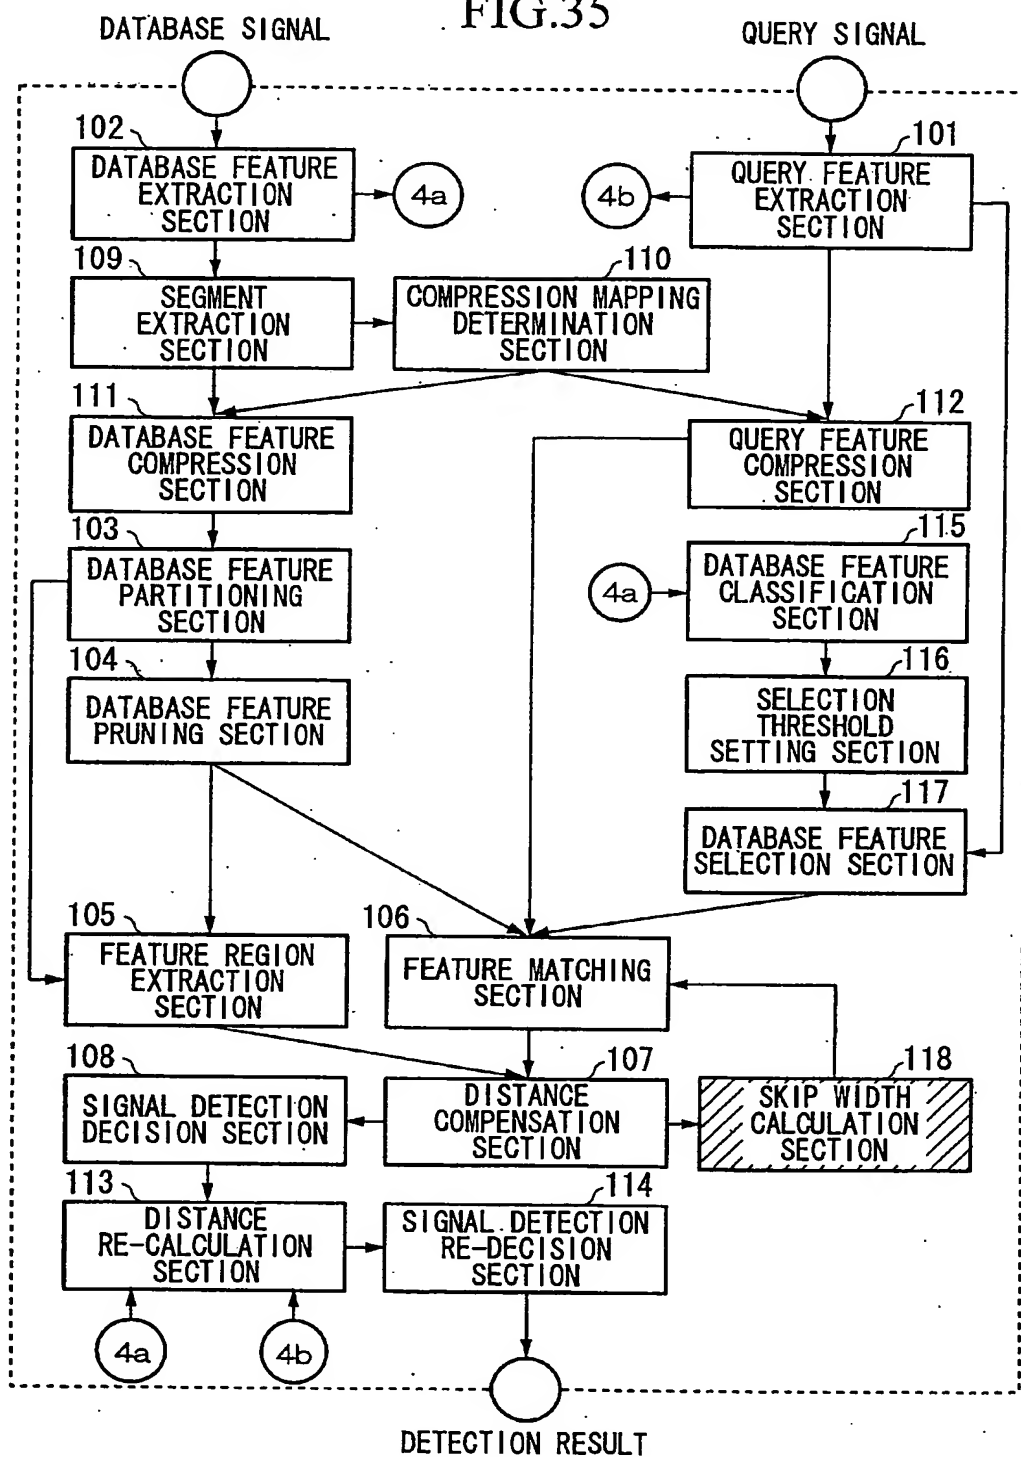 FIG.35
DATABASE SIGNAL
QUERY SIGNAL
102
DATABASE FEATURE
EXTRACTION
SECTION
4a
4b
101
QUERY FEATURE
EXTRACTION
SECTION
109
SEGMENT
EXTRACTION
SECTION
110
COMPRESSION MAPPING
DETERMINATION
SECTION
111
DATABASE FEATURE
COMPRESSION
SECTION
112
QUERY FEATURE
COMPRESSION
SECTION
103
DATABASE FEATURE
PARTITIONING
SECTION
4a
115
DATABASE FEATURE
CLASSIFICATION
SECTION
104
DATABASE FEATURE
PRUNING SECTION
116
SELECTION
THRESHOLD
SETTING SECTION
117
DATABASE FEATURE
SELECTION SECTION
105
FEATURE REGION
EXTRACTION
SECTION
106
FEATURE MATCHING
SECTION
108
SIGNAL DETECTION
DECISION SECTION
107
DISTANCE
COMPENSATION
SECTION
118
SKIP WIDTH
CALCULATION
SECTION
113
DISTANCE
RE-CALCULATION
SECTION
114
SIGNAL DETECTION
RE-DECISION
SECTION
4a
4b
DETECTION RESULT